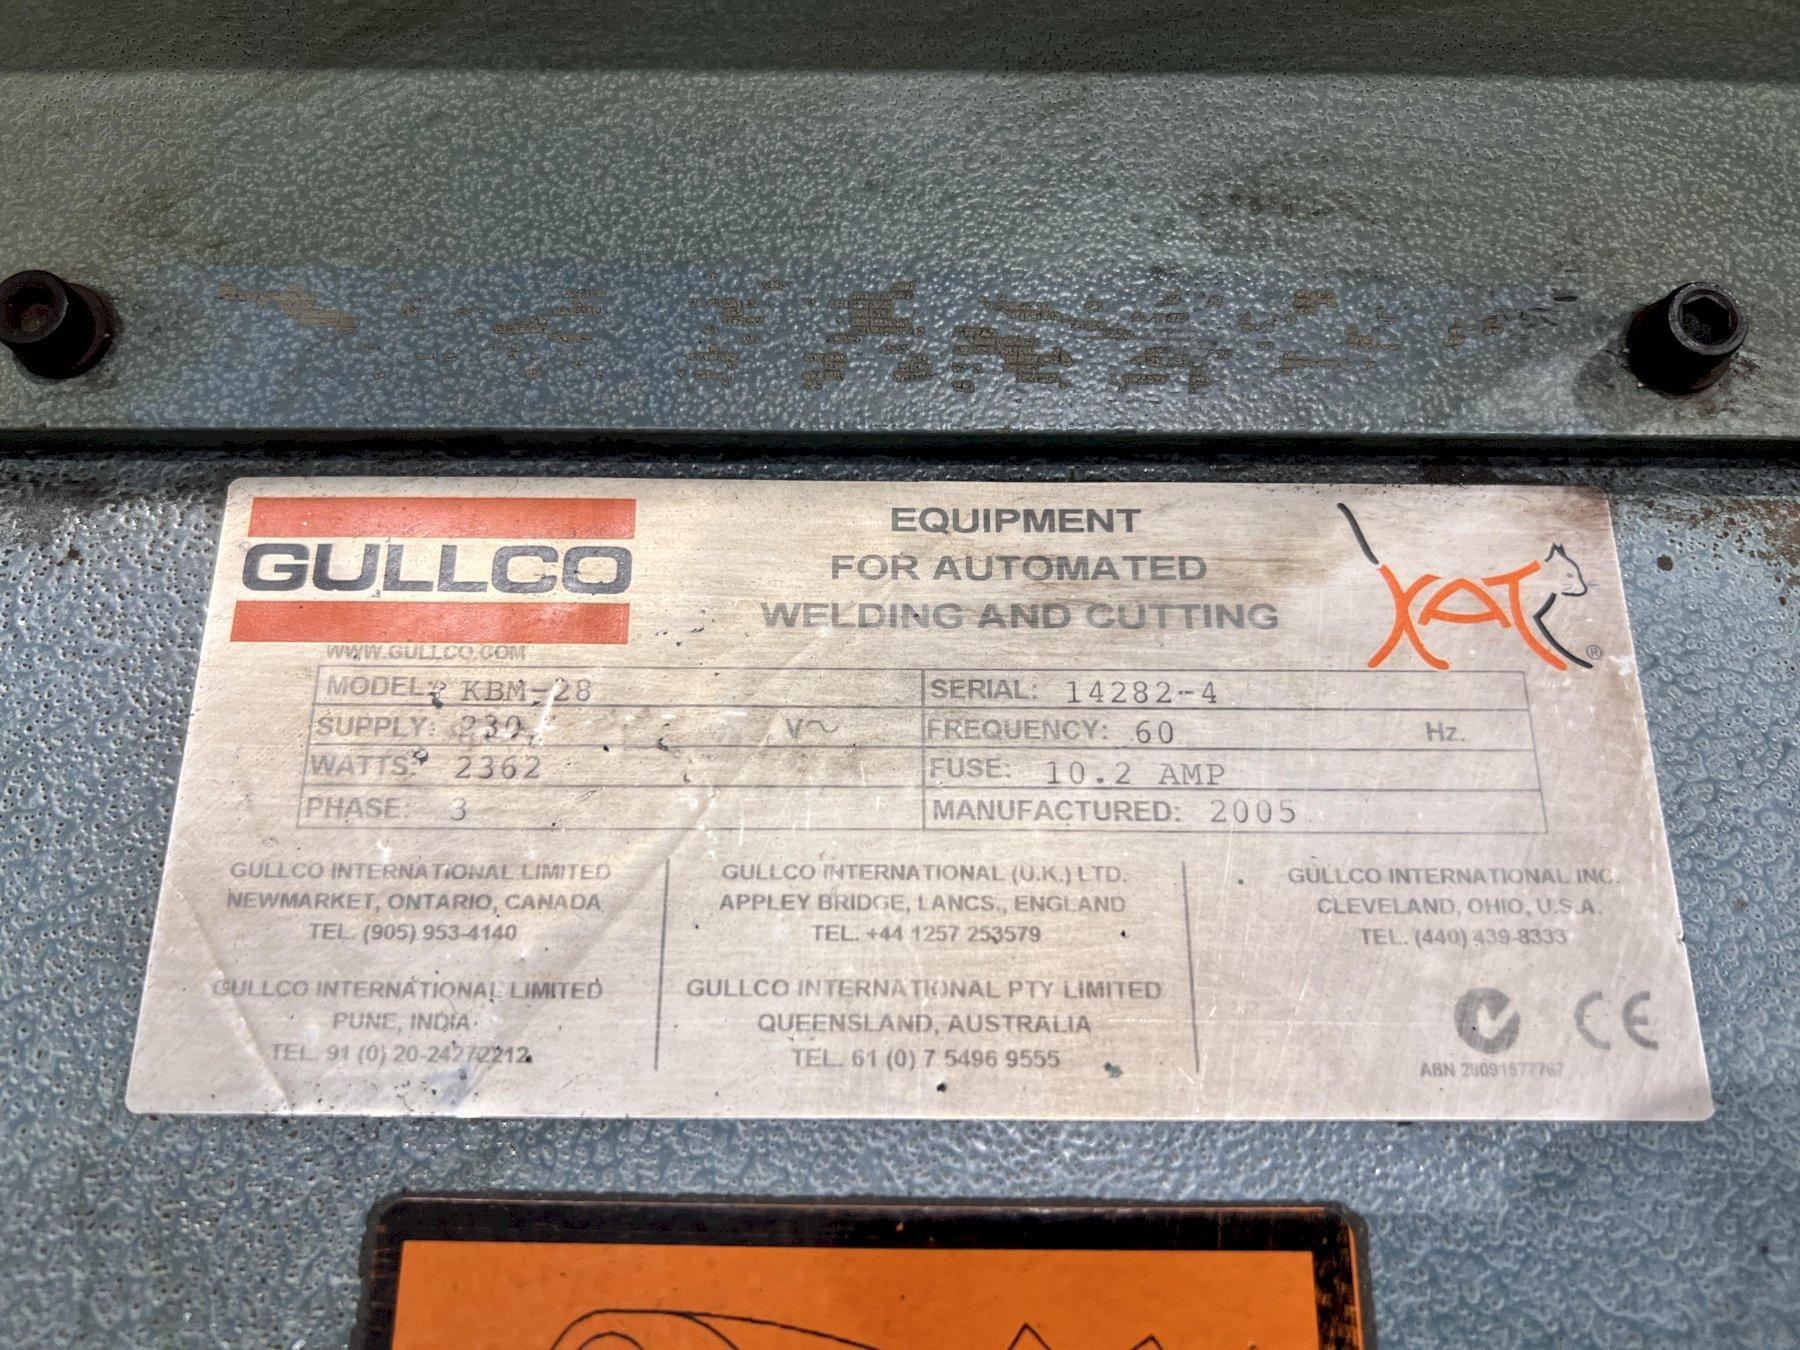 GULLCO
WWW.GULLCO.COM
EQUIPMENT
FOR AUTOMATED
WELDING AND CUTTING
KAT ®
MODEL: KBM-28
SERIAL: 14282-4
SUPPLY: 230 V~
FREQUENCY: 60 Hz.
WATTS: 2362
FUSE: 10.2 AMP
PHASE: 3
MANUFACTURED: 2005
GULLCO INTERNATIONAL LIMITED
NEWMARKET, ONTARIO, CANADA
TEL. (905) 953-4140
GULLCO INTERNATIONAL (U.K.) LTD.
APPLEY BRIDGE, LANCS., ENGLAND
TEL. +44 1257 253579
GULLCO INTERNATIONAL INC.
CLEVELAND, OHIO, U.S.A.
TEL. (440) 439-8333
GULLCO INTERNATIONAL LIMITED
PUNE, INDIA
TEL. 91 (0) 20-24272212
GULLCO INTERNATIONAL PTY LIMITED
QUEENSLAND, AUSTRALIA
TEL. 61 (0) 7 5496 9555
CE
ABN